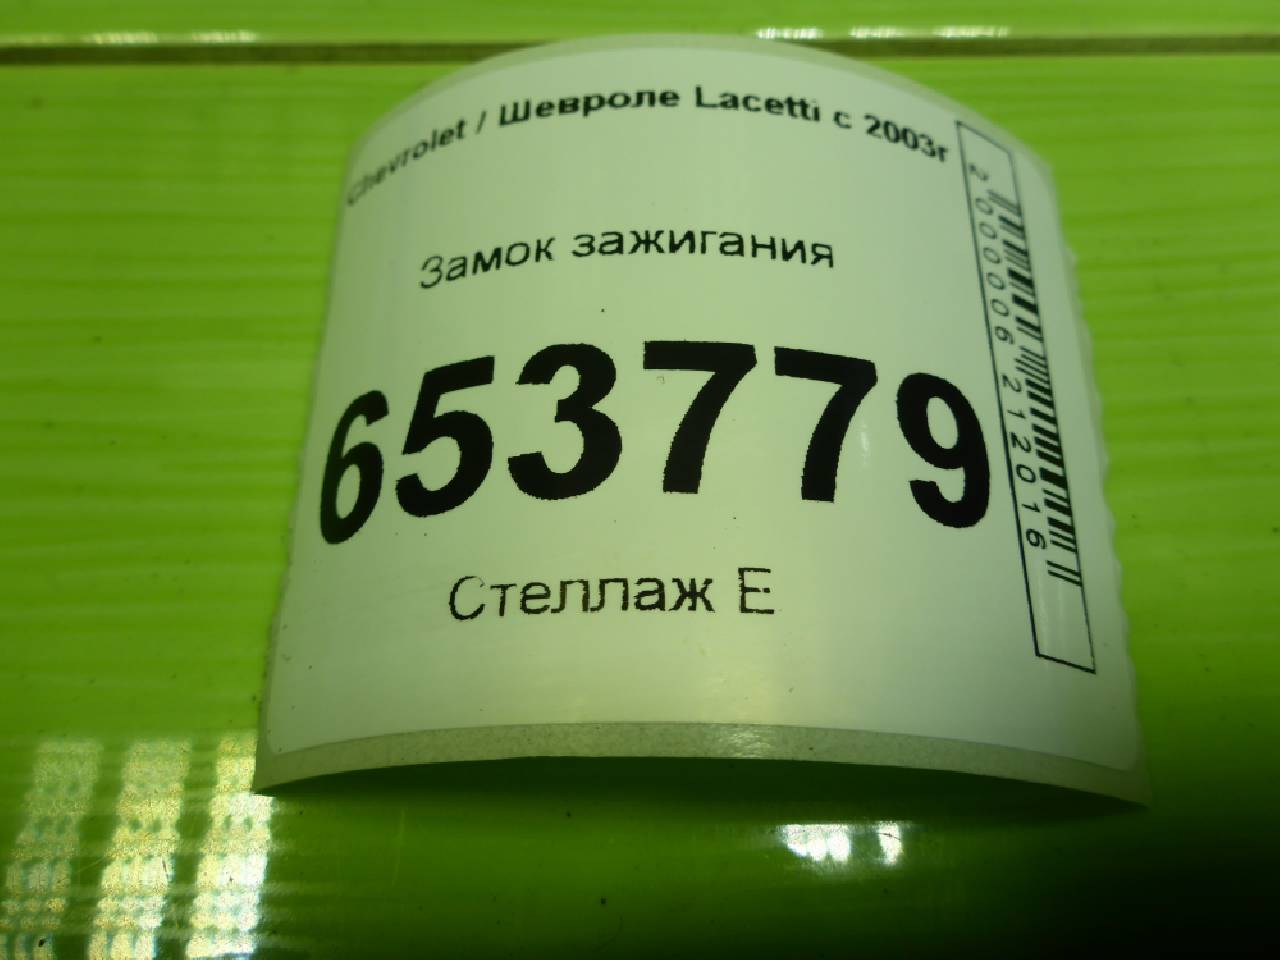 Chevrolet / Шевроле Lacetti с 2003г
Замок зажигания
653779
Стеллаж Е
2000006212016